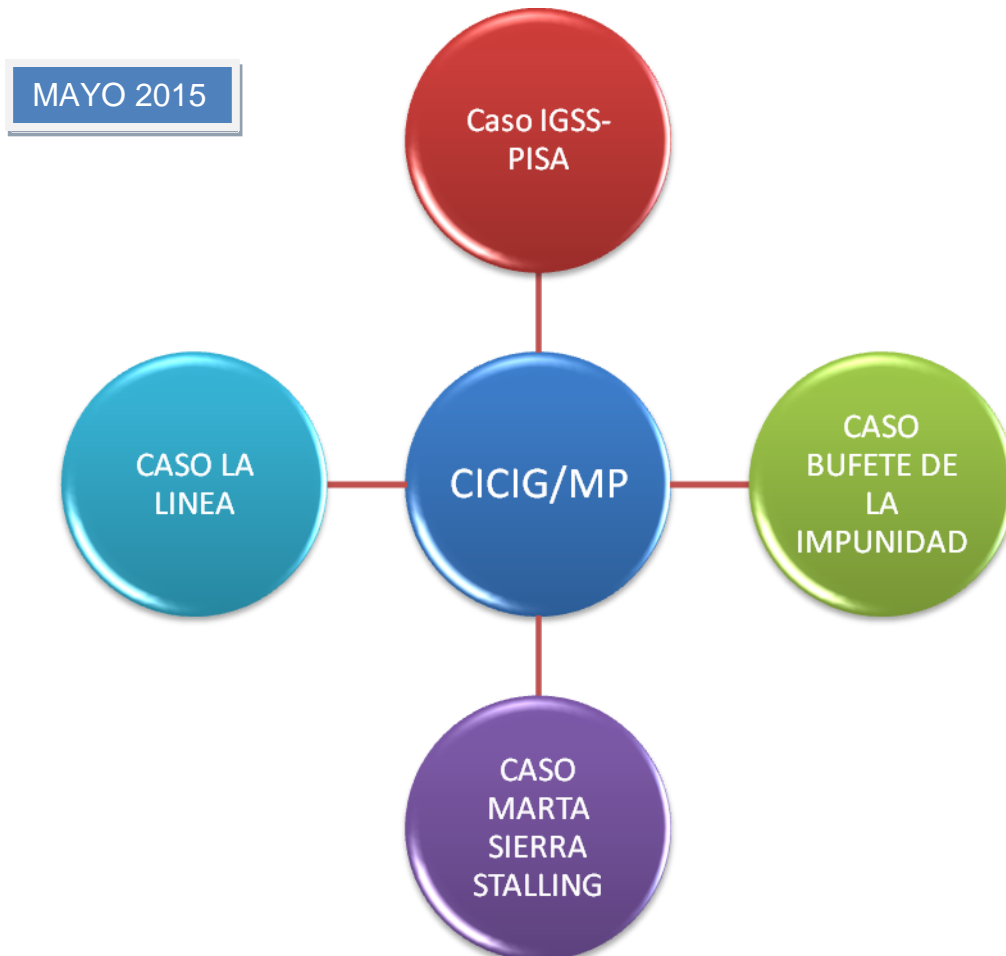 MAYO 2015
Caso IGSS-
PISA
CASO LA
LINEA
CICIG/MP
CASO
BUFETE DE
LA
IMPUNIDAD
CASO
MARTA
SIERRA
STALLING